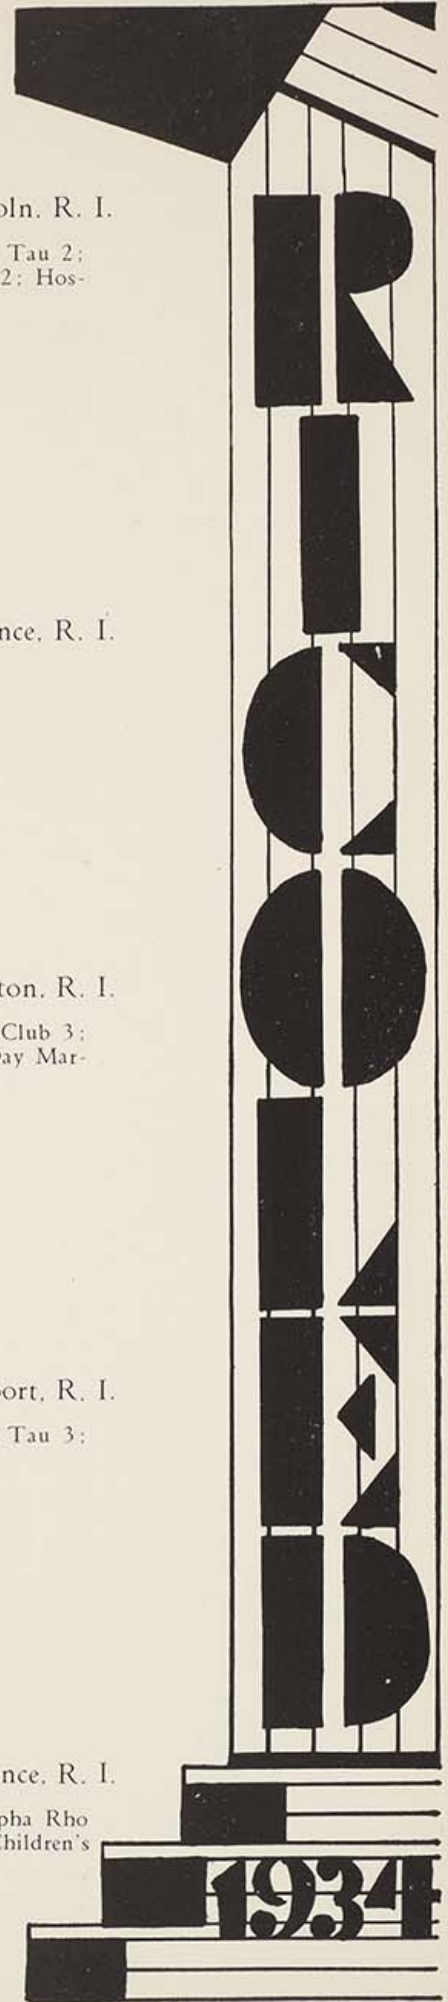 oln. R. I.
Tau 2;
2; Hos-
nce, R. I.
ton, R. I.
Club 3;
ay Mar-
ort, R. I.
Tau 3;
nce, R. I.
pha Rho
Children's
RICOLED
1934